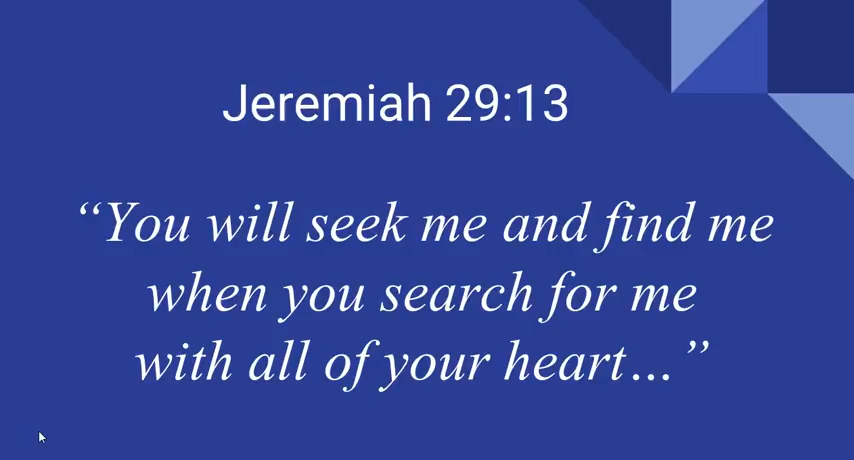 Jeremiah 29:13
“You will seek me and find me
when you search for me
with all of your heart…”